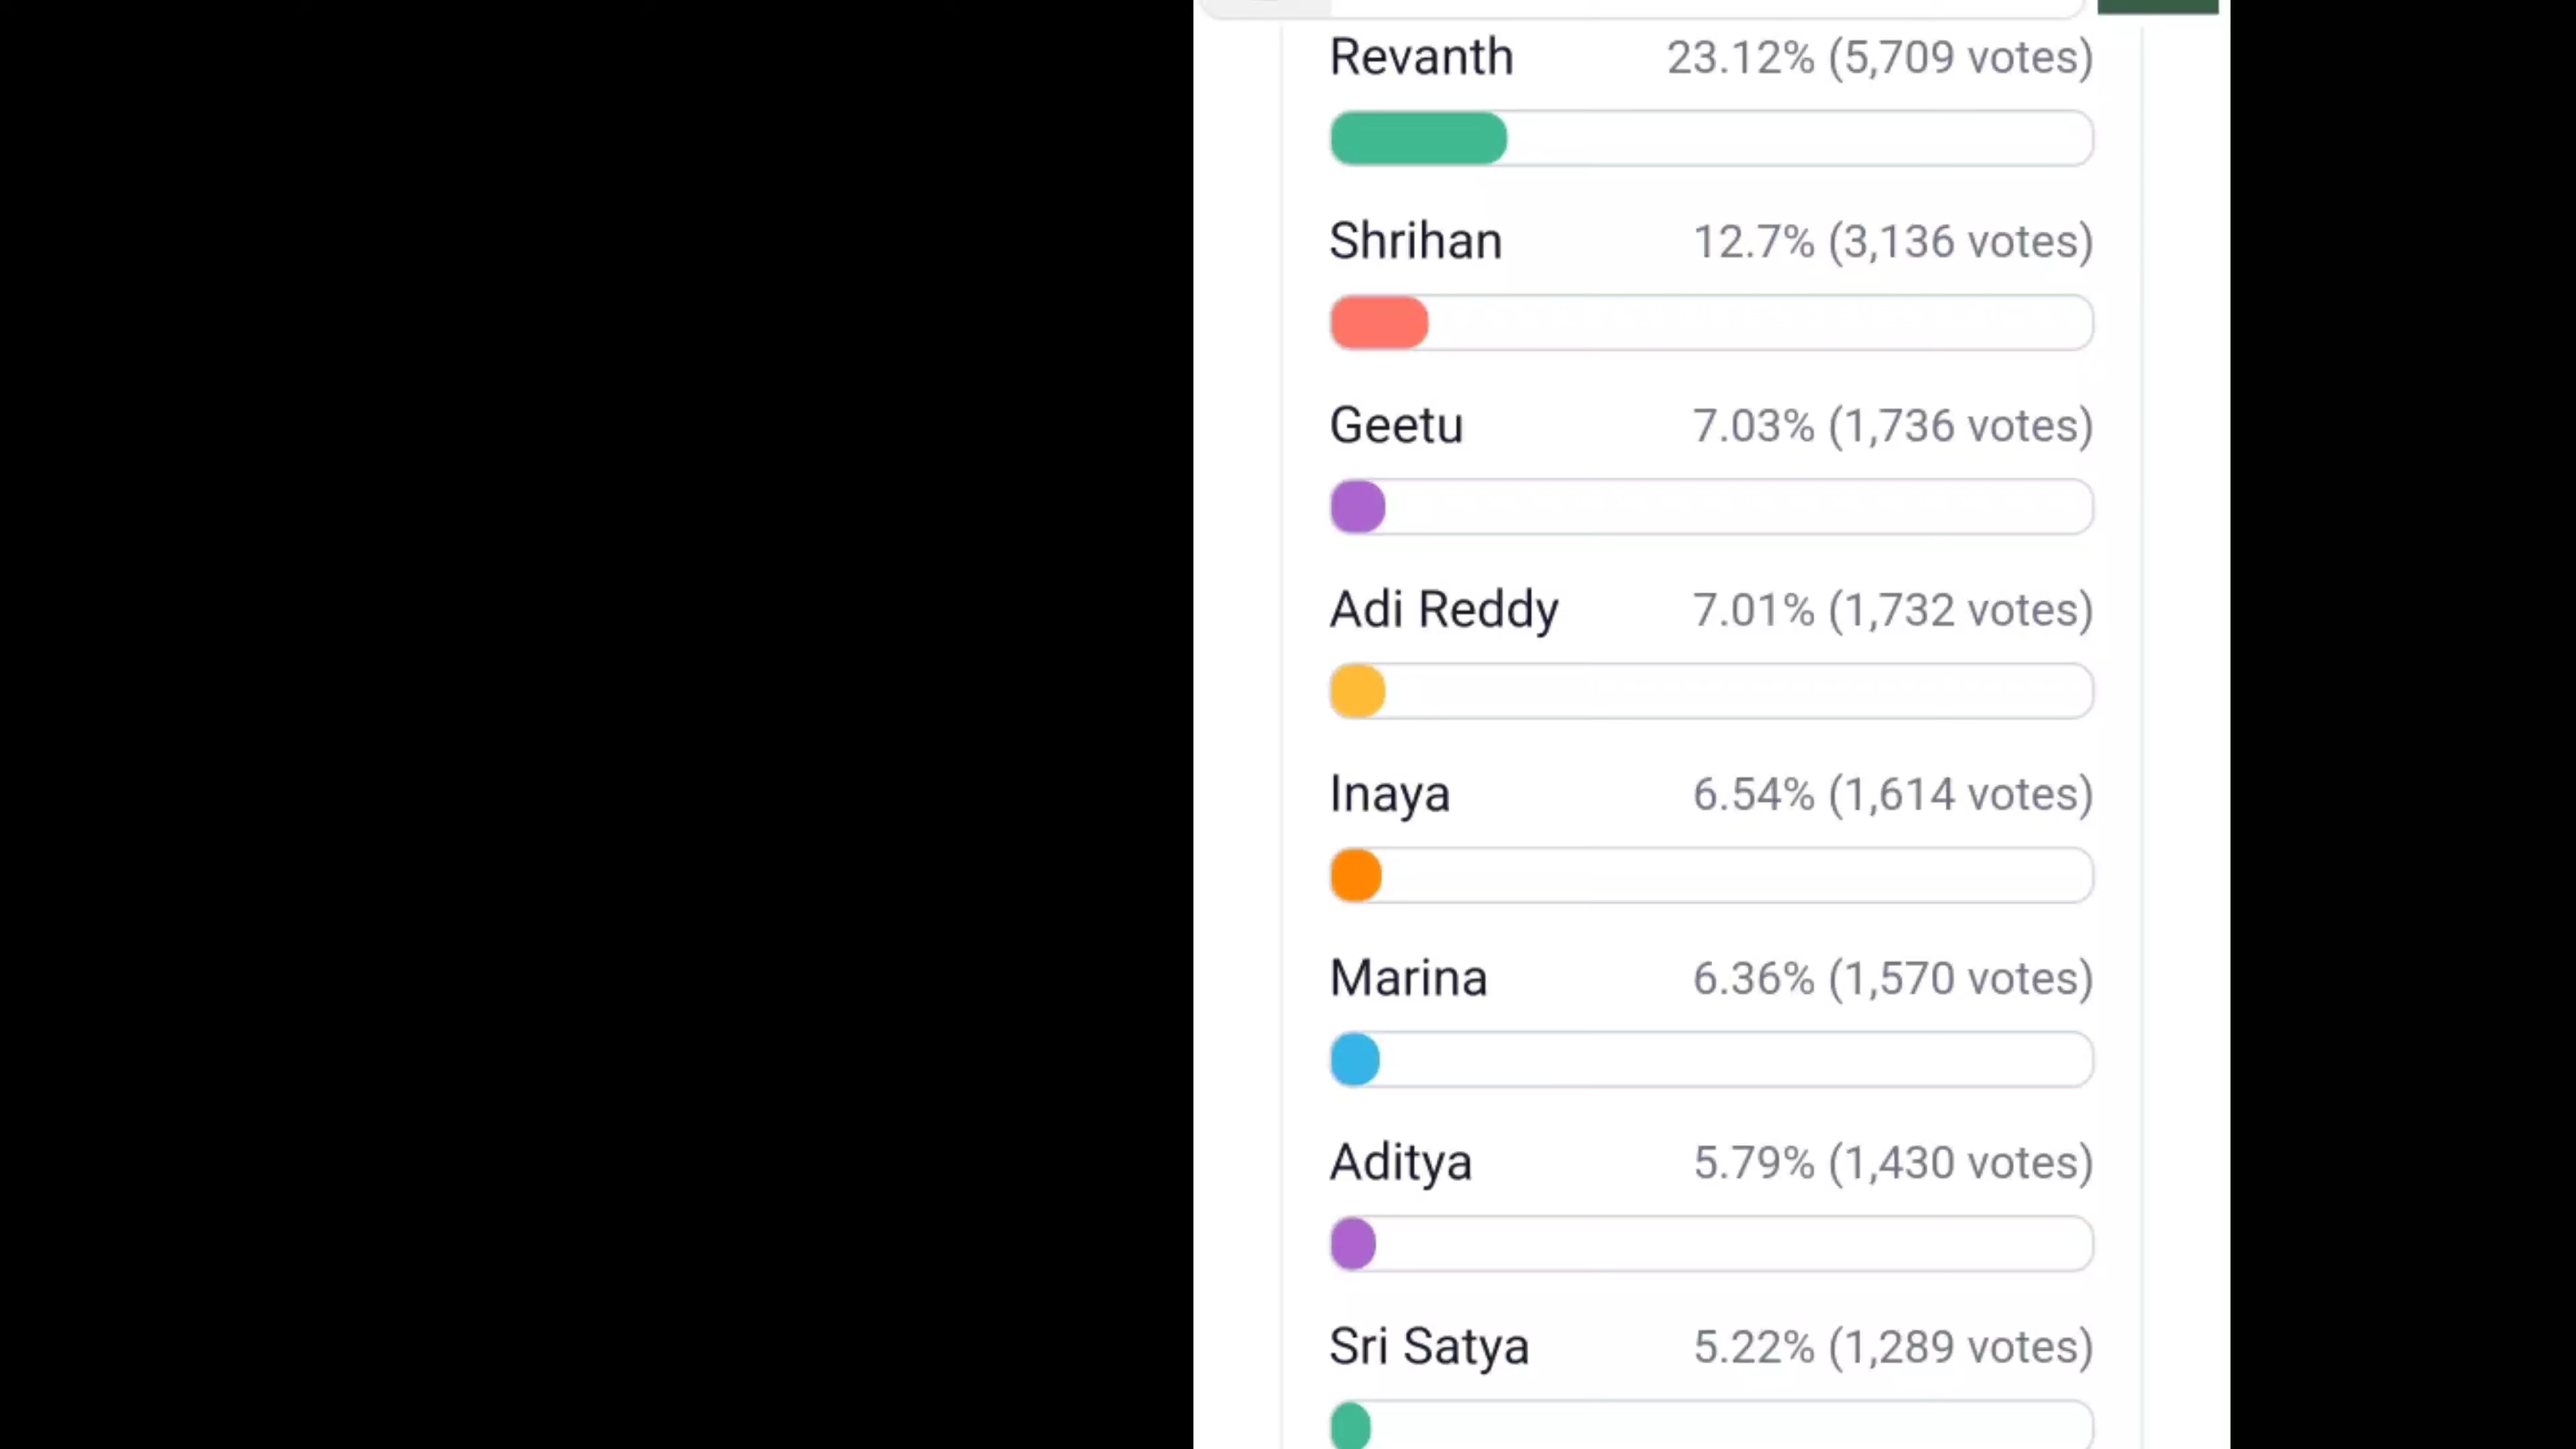 Revanth 23.12% (5,709 votes)
Shrihan 12.7% (3,136 votes)
Geetu 7.03% (1,736 votes)
Adi Reddy 7.01% (1,732 votes)
Inaya 6.54% (1,614 votes)
Marina 6.36% (1,570 votes)
Aditya 5.79% (1,430 votes)
Sri Satya 5.22% (1,289 votes)